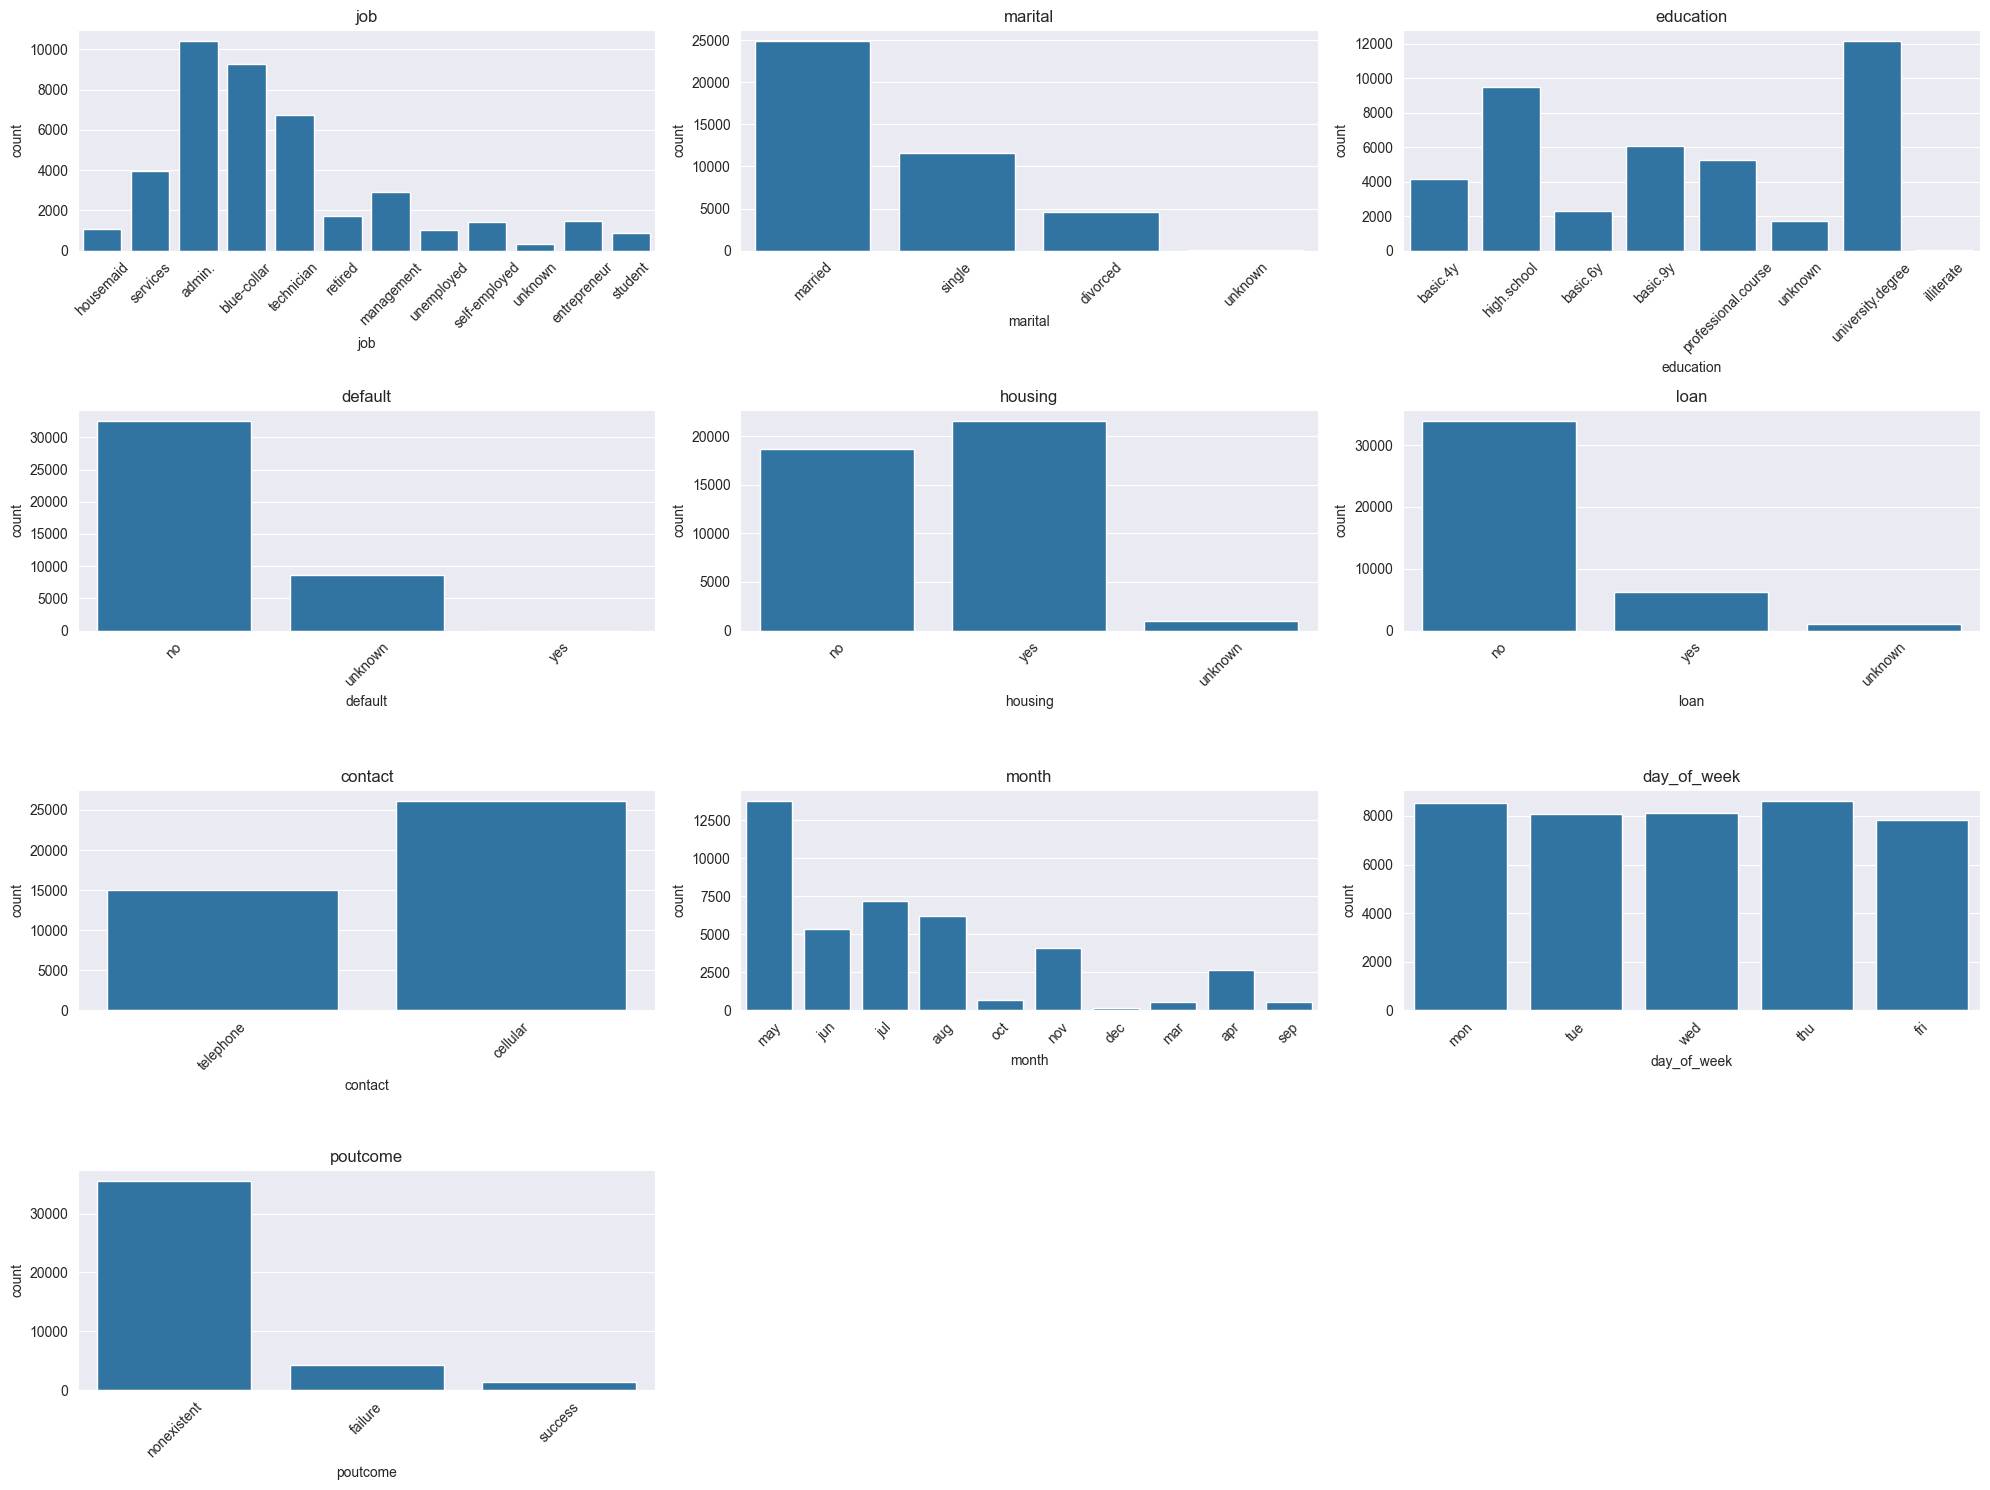 job
10000
8000
6000
4000
2000
0
count
housemaid
services
admin.
blue-collar
technician
retired
management
unemployed
self-employed
unknown
entrepreneur
student
job
marital
25000
20000
15000
10000
5000
0
count
married
single
divorced
unknown
marital
education
12000
10000
8000
6000
4000
2000
0
count
basic.4y
high.school
basic.6y
basic.9y
professional.course
unknown
university.degree
illiterate
education
default
30000
25000
20000
15000
10000
5000
0
count
no
unknown
yes
default
housing
20000
15000
10000
5000
0
count
no
yes
unknown
housing
loan
30000
20000
10000
0
count
no
yes
unknown
loan
contact
25000
20000
15000
10000
5000
0
count
telephone
cellular
contact
month
12500
10000
7500
5000
2500
0
count
may
jun
jul
aug
oct
nov
dec
mar
apr
sep
month
day_of_week
8000
6000
4000
2000
0
count
mon
tue
wed
thu
fri
day_of_week
poutcome
30000
20000
10000
0
count
nonexistent
failure
success
poutcome